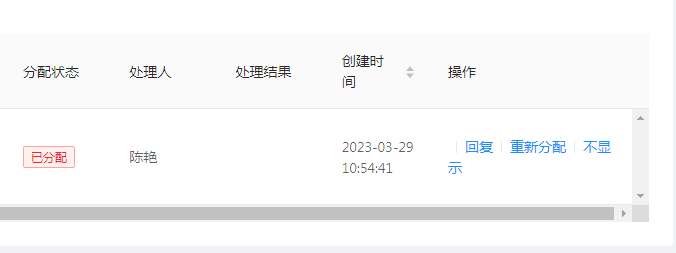 分配状态
处理人
处理结果
创建时
间
操作
已分配
陈艳
2023-03-29
10:54:41
回复
重新分配
不显
示